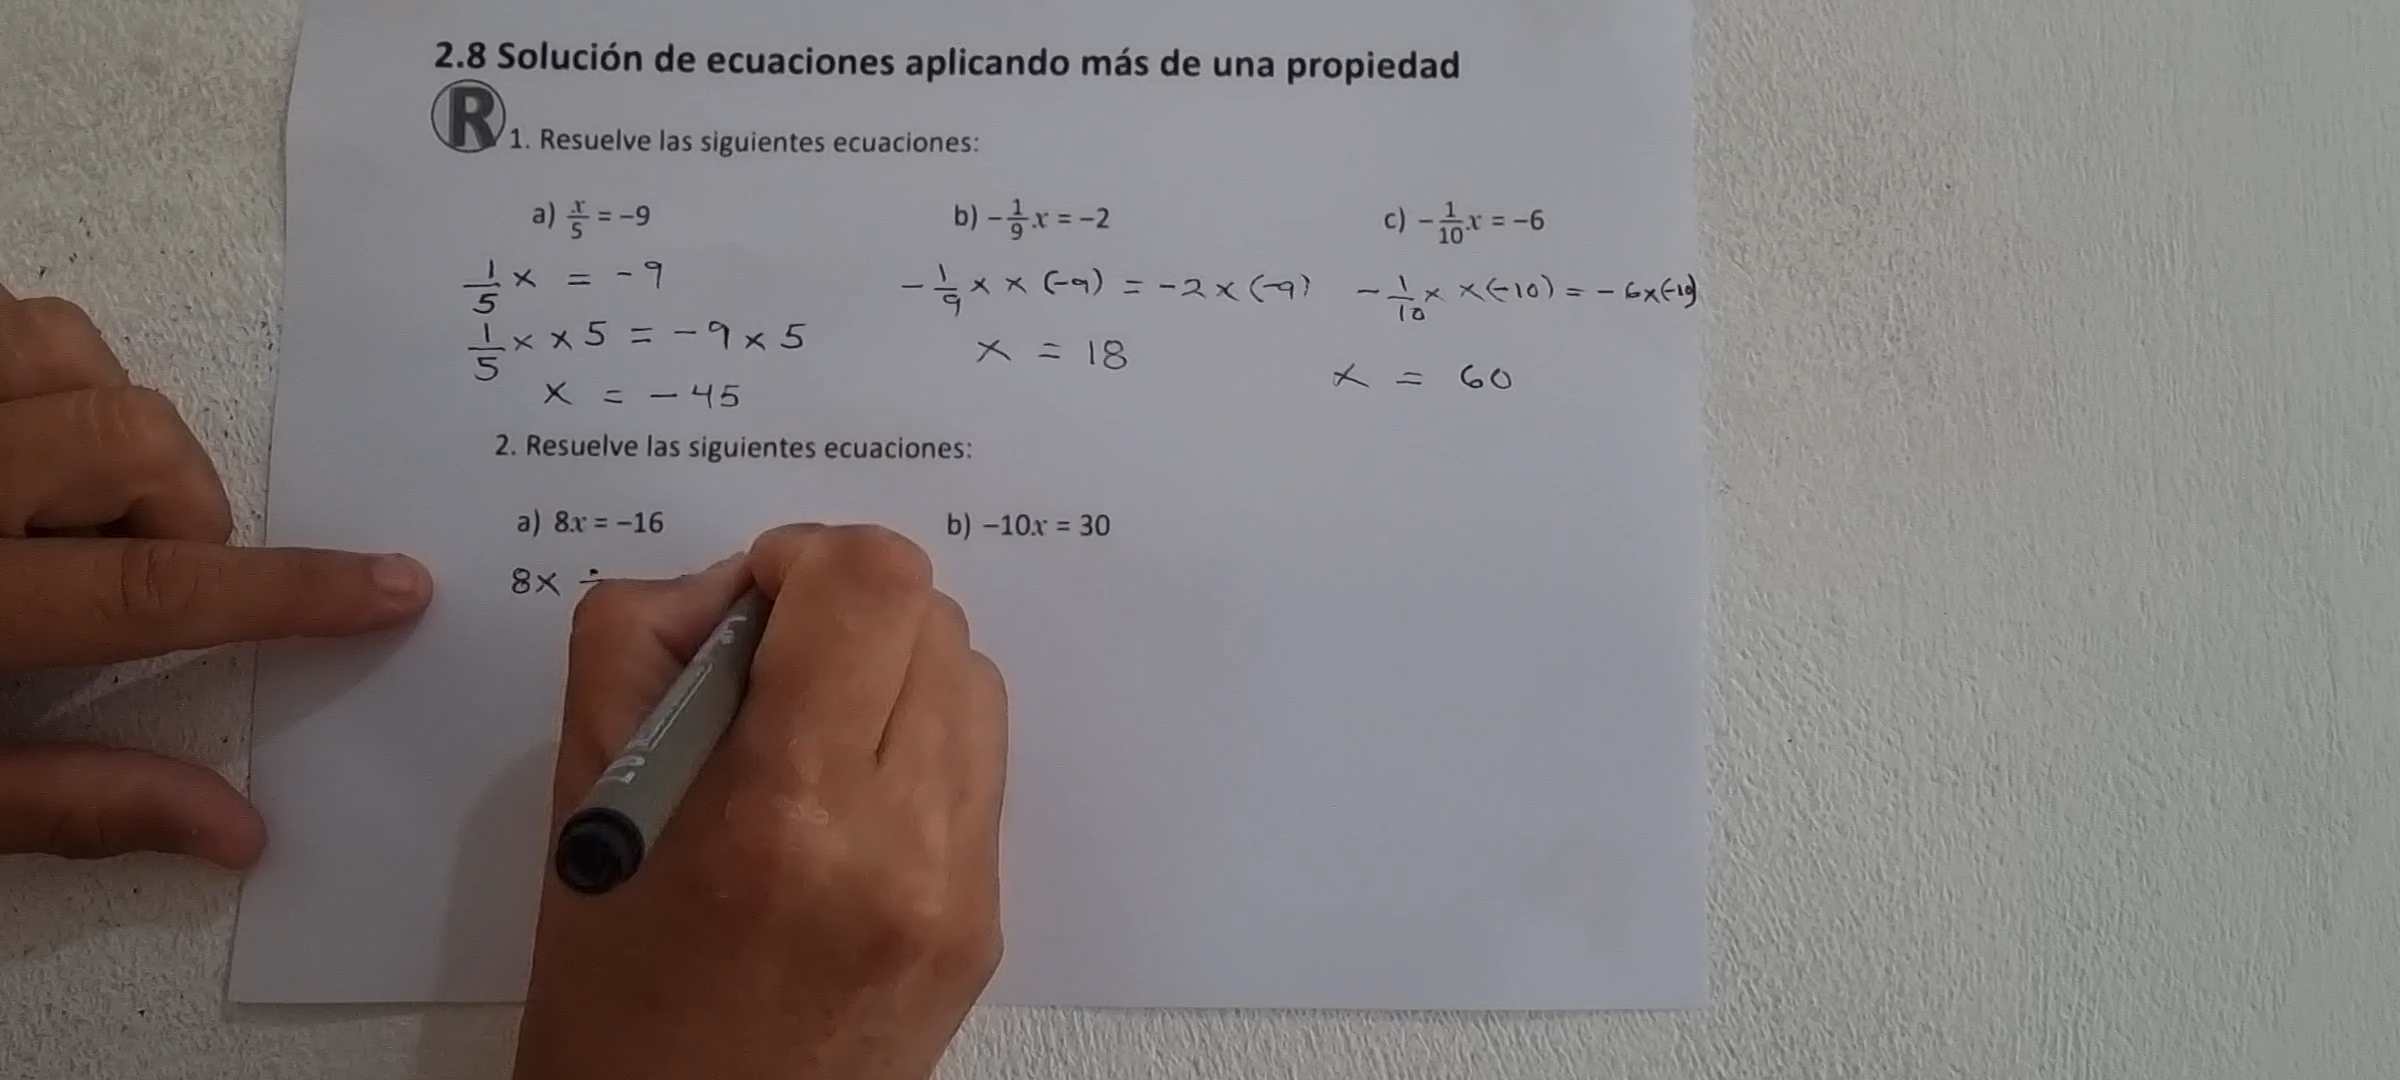 2.8 Solución de ecuaciones aplicando más de una propiedad
R 1. Resuelve las siguientes ecuaciones:
a) x/5 = –9
b) –1/9 x = –2
c) –1/10 x = –6
1/5 x = -9
-1/9 x × (-9) = -2 × (-9)
-1/10 x × (-10) = -6 × (-10)
1/5 x × 5 = -9 × 5
x = 18
x = 60
x = -45
2. Resuelve las siguientes ecuaciones:
a) 8x = –16
b) –10x = 30
8x ÷